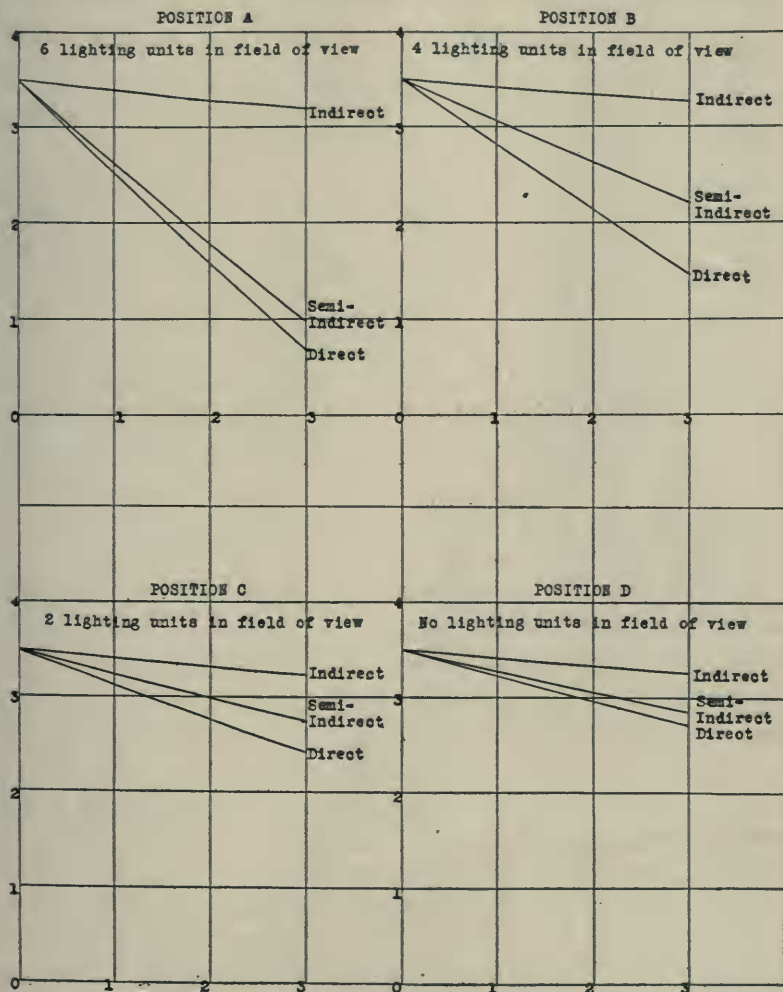 POSITION A
6 lighting units in field of view
4
3
2
1
0
1
2
3
Indirect
Semi-
Indirect
Direct
POSITION B
4 lighting units in field of view
4
3
2
1
0
1
2
3
Indirect
Semi-
Indirect
Direct
POSITION C
2 lighting units in field of view
4
3
2
1
0
1
2
3
Indirect
Semi-
Indirect
Direct
POSITION D
No lighting units in field of view
4
3
2
1
0
1
2
3
Indirect
Semi-
Indirect
Direct